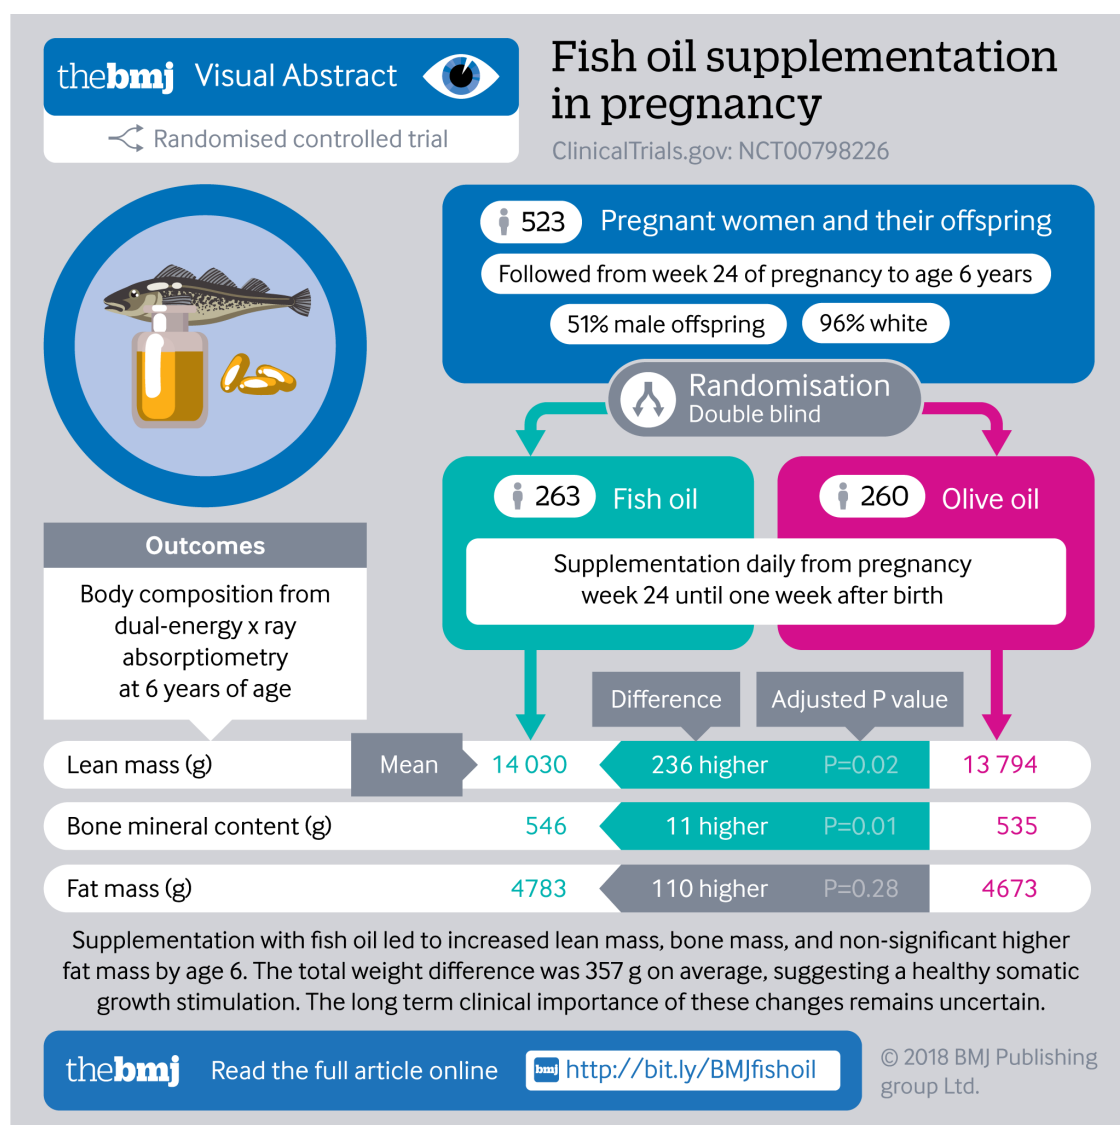 thebmj Visual Abstract
Randomised controlled trial
Fish oil supplementation
in pregnancy
ClinicalTrials.gov: NCT00798226
523 Pregnant women and their offspring
Followed from week 24 of pregnancy to age 6 years
51% male offspring
96% white
Randomisation
Double blind
263 Fish oil
260 Olive oil
Supplementation daily from pregnancy
week 24 until one week after birth
Outcomes
Body composition from
dual-energy x ray
absorptiometry
at 6 years of age
Difference
Adjusted P value
Lean mass (g) Mean 14 030 236 higher P=0.02 13 794
Bone mineral content (g) 546 11 higher P=0.01 535
Fat mass (g) 4783 110 higher P=0.28 4673
Supplementation with fish oil led to increased lean mass, bone mass, and non-significant higher
fat mass by age 6. The total weight difference was 357 g on average, suggesting a healthy somatic
growth stimulation. The long term clinical importance of these changes remains uncertain.
thebmj Read the full article online bmj http://bit.ly/BMJfishoil
© 2018 BMJ Publishing
group Ltd.